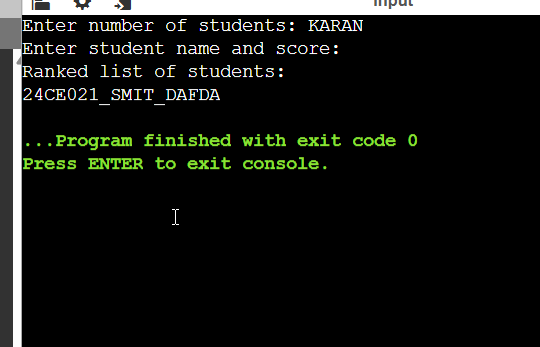 input
Enter number of students: KARAN
Enter student name and score:
Ranked list of students:
24CE021_SMIT_DAFDA
...Program finished with exit code 0
Press ENTER to exit console.